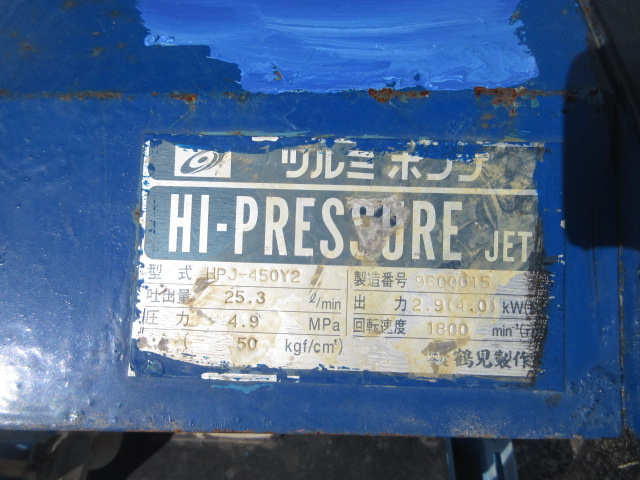 ツルミポンプ
HI-PRESSURE JET
型式 HPJ-450Y2 製造番号 9600015
吐出量 25.3 ℓ/min 出力 2.9(4.0) kW(
圧力 4.9 MPa 回転速度 1800 min⁻¹(
( 50 kgf/cm²)
鶴見製作